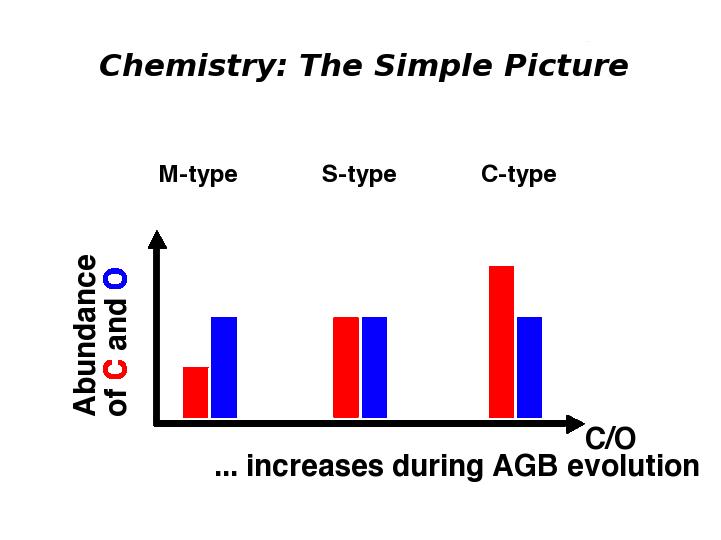 Chemistry: The Simple Picture
M-type
S-type
C-type
Abundance
of C and O
C/O
... increases during AGB evolution